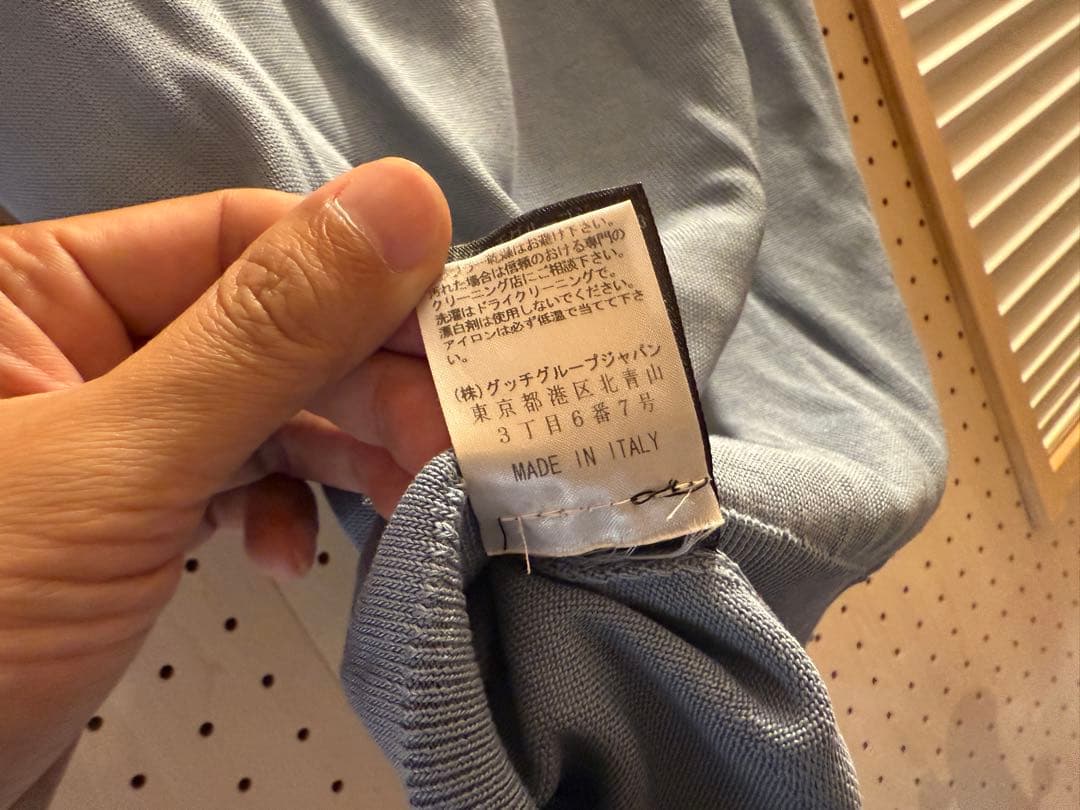 燥はお避け下さい。
汚れた場合は信頼のおける専門の
クリーニング店にご相談下さい。
洗濯はドライクリーニングで。
漂白剤は使用しないでください。
アイロンは必ず低温で当てて下さ
い。
(株)グッチグループジャパン
東京都港区北青山
3丁目6番7号
MADE IN ITALY